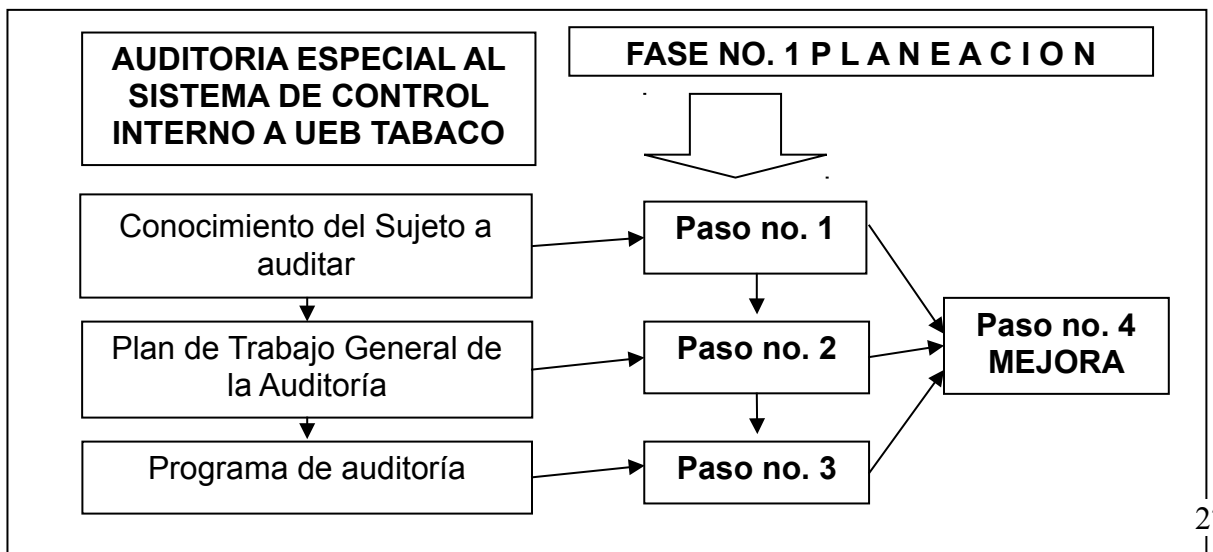 AUDITORIA ESPECIAL AL
SISTEMA DE CONTROL
INTERNO A UEB TABACO
FASE NO. 1 P L A N E A C I O N
Conocimiento del Sujeto a
auditar
Paso no. 1
Plan de Trabajo General de
la Auditoría
Paso no. 2
Paso no. 4
MEJORA
Programa de auditoría
Paso no. 3